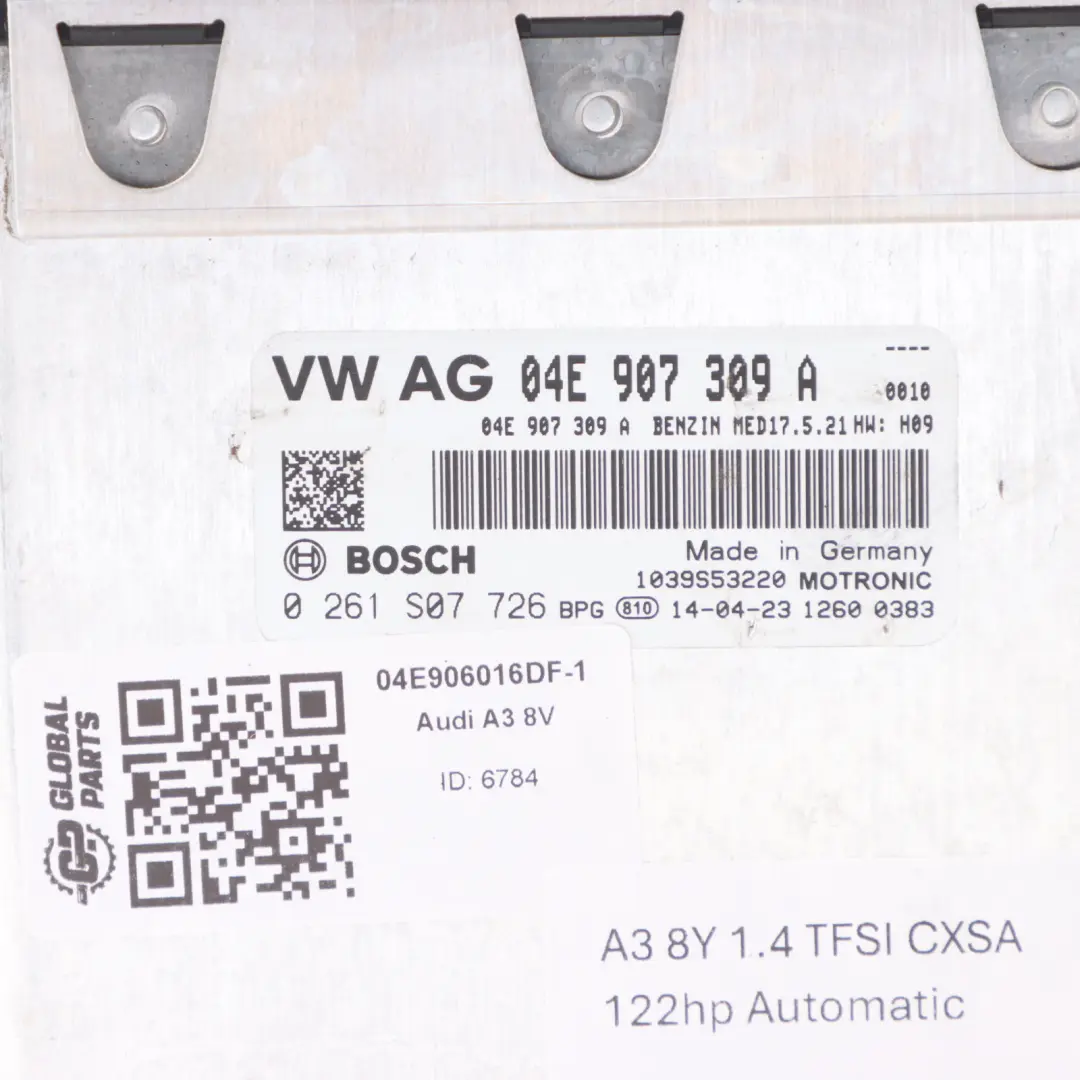 VW AG 04E 907 309 A
----
0010
04E 907 309 A BENZIN MED17.5.21 HW: H09
BOSCH
Made in Germany
1039S53220 MOTRONIC
0 261 S07 726 BPG 810 14-04-23 1260 0383
GLOBAL
PARTS
04E906016DF-1
Audi A3 8V
ID: 6784
A3 8Y 1.4 TFSI CXSA
122hp Automatic